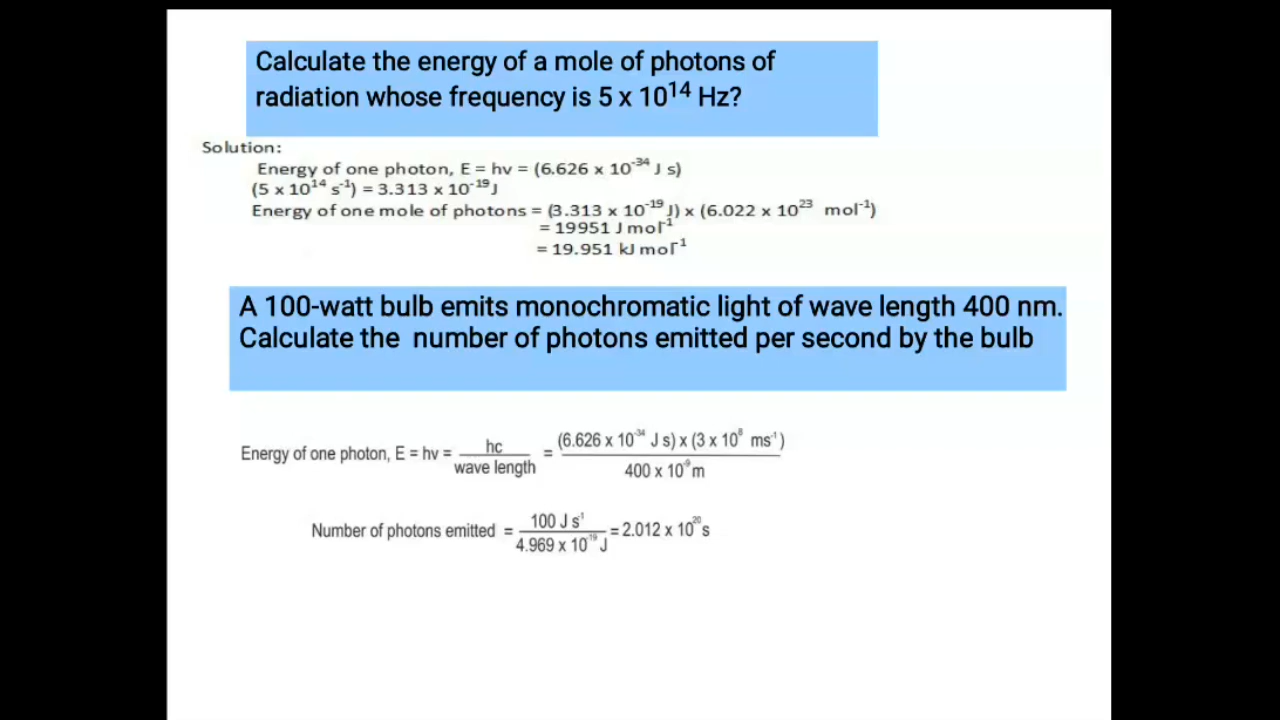 Calculate the energy of a mole of photons of
radiation whose frequency is 5 x 10¹⁴ Hz?
Solution:
Energy of one photon, E = hv = (6.626 x 10⁻³⁴ J s)
(5 x 10¹⁴ s⁻¹) = 3.313 x 10⁻¹⁹ J
Energy of one mole of photons = (3.313 x 10⁻¹⁹ J) x (6.022 x 10²³ mol⁻¹)
= 19951 J mol⁻¹
= 19.951 kJ mol⁻¹
A 100-watt bulb emits monochromatic light of wave length 400 nm.
Calculate the number of photons emitted per second by the bulb
Energy of one photon, E = hv = hc / wave length = (6.626 x 10⁻³⁴ J s) x (3 x 10⁸ ms⁻¹) / 400 x 10⁻⁹ m
Number of photons emitted = 100 J s⁻¹ / 4.969 x 10⁻¹⁹ J = 2.012 x 10²⁰ s